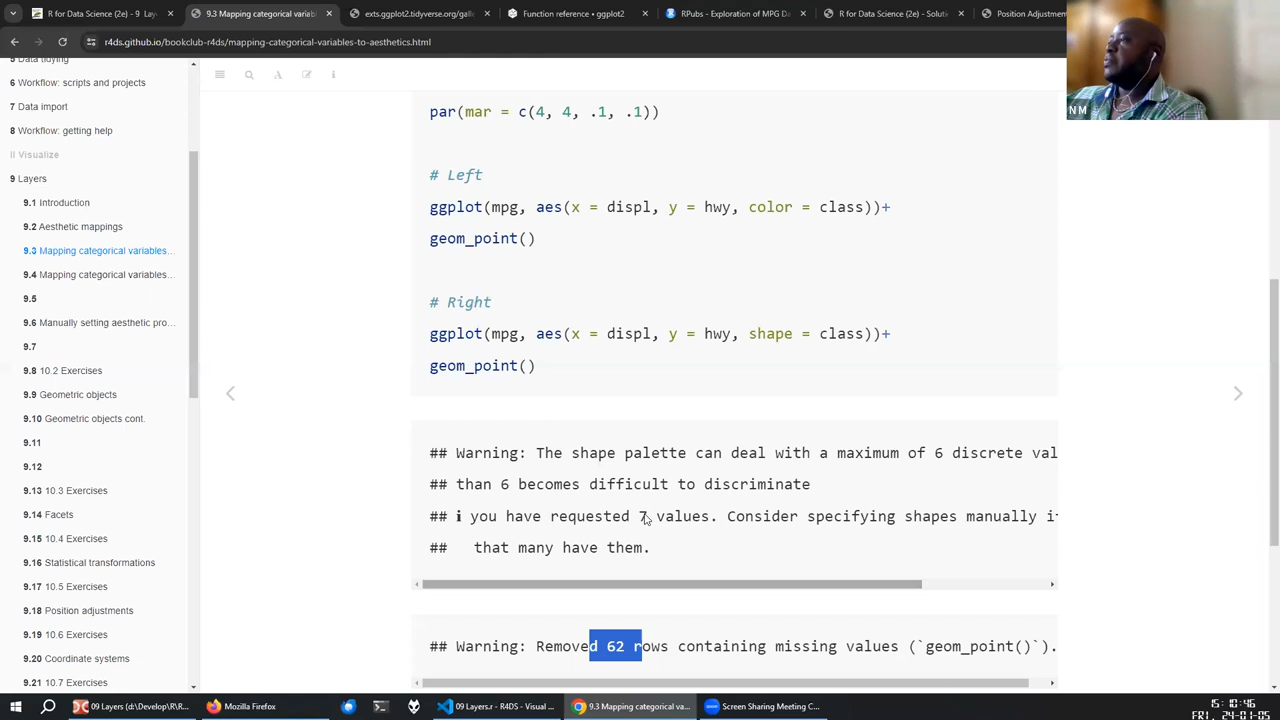 R for Data Science (2e) - 9 Laye
9.3 Mapping categorical variabl
exts.ggplot2.tidyverse.org/gall
Function reference • ggplot2
RPubs - Exploration of MPG Da
R for Data Science (2e) - Soluti
Position Adjustmen
r4ds.github.io/bookclub-r4ds/mapping-categorical-variables-to-aesthetics.html
NM
5 Data tidying
6 Workflow: scripts and projects
7 Data import
8 Workflow: getting help
II Visualize
9 Layers
9.1 Introduction
9.2 Aesthetic mappings
9.3 Mapping categorical variables...
9.4 Mapping categorical variables...
9.5
9.6 Manually setting aesthetic pro...
9.7
9.8 10.2 Exercises
9.9 Geometric objects
9.10 Geometric objects cont.
9.11
9.12
9.13 10.3 Exercises
9.14 Facets
9.15 10.4 Exercises
9.16 Statistical transformations
9.17 10.5 Exercises
9.18 Position adjustments
9.19 10.6 Exercises
9.20 Coordinate systems
9.21 10.7 Exercises
par(mar = c(4, 4, .1, .1))
# Left
ggplot(mpg, aes(x = displ, y = hwy, color = class))+
geom_point()
# Right
ggplot(mpg, aes(x = displ, y = hwy, shape = class))+
geom_point()
## Warning: The shape palette can deal with a maximum of 6 discrete val
## than 6 becomes difficult to discriminate
## ℹ you have requested 7 values. Consider specifying shapes manually if
##   that many have them.
## Warning: Removed 62 rows containing missing values (`geom_point()`).
09 Layers (d:\Develop\R\R...
Mozilla Firefox
09 Layers.r - R4DS - Visual ...
9.3 Mapping categorical va...
Screen Sharing Meeting C...
15:10:46
FRI, 24-01-05